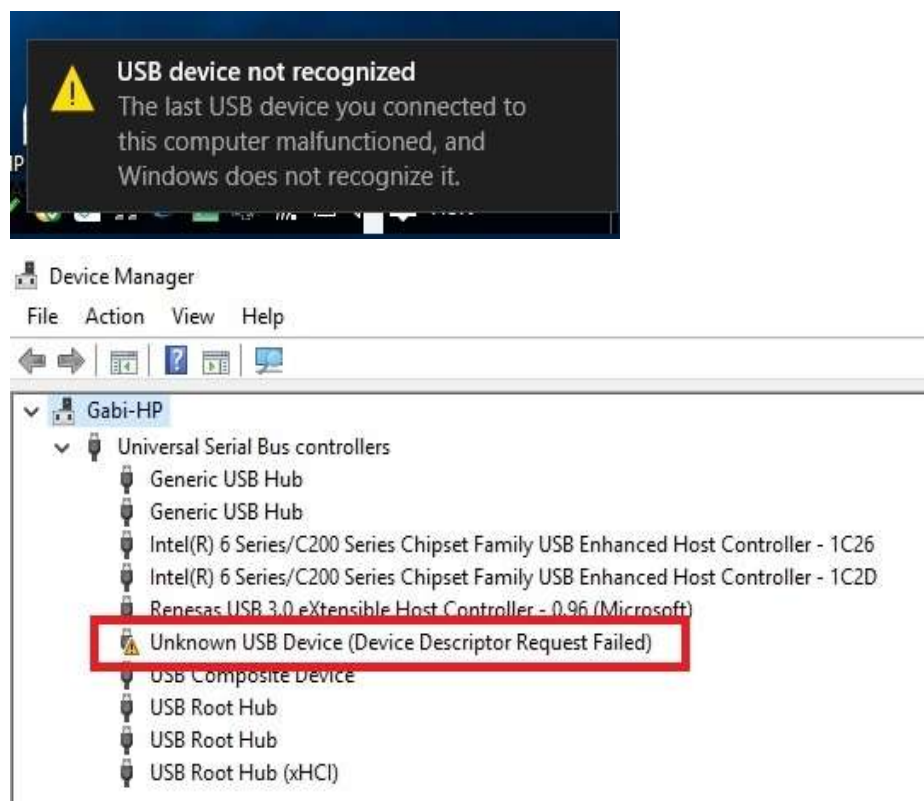 USB device not recognized
The last USB device you connected to
this computer malfunctioned, and
Windows does not recognize it.
Device Manager
File Action View Help
Gabi-HP
Universal Serial Bus controllers
Generic USB Hub
Generic USB Hub
Intel(R) 6 Series/C200 Series Chipset Family USB Enhanced Host Controller - 1C26
Intel(R) 6 Series/C200 Series Chipset Family USB Enhanced Host Controller - 1C2D
Renesas USB 3.0 eXtensible Host Controller - 0.96 (Microsoft)
Unknown USB Device (Device Descriptor Request Failed)
USB Composite Device
USB Root Hub
USB Root Hub
USB Root Hub (xHCI)